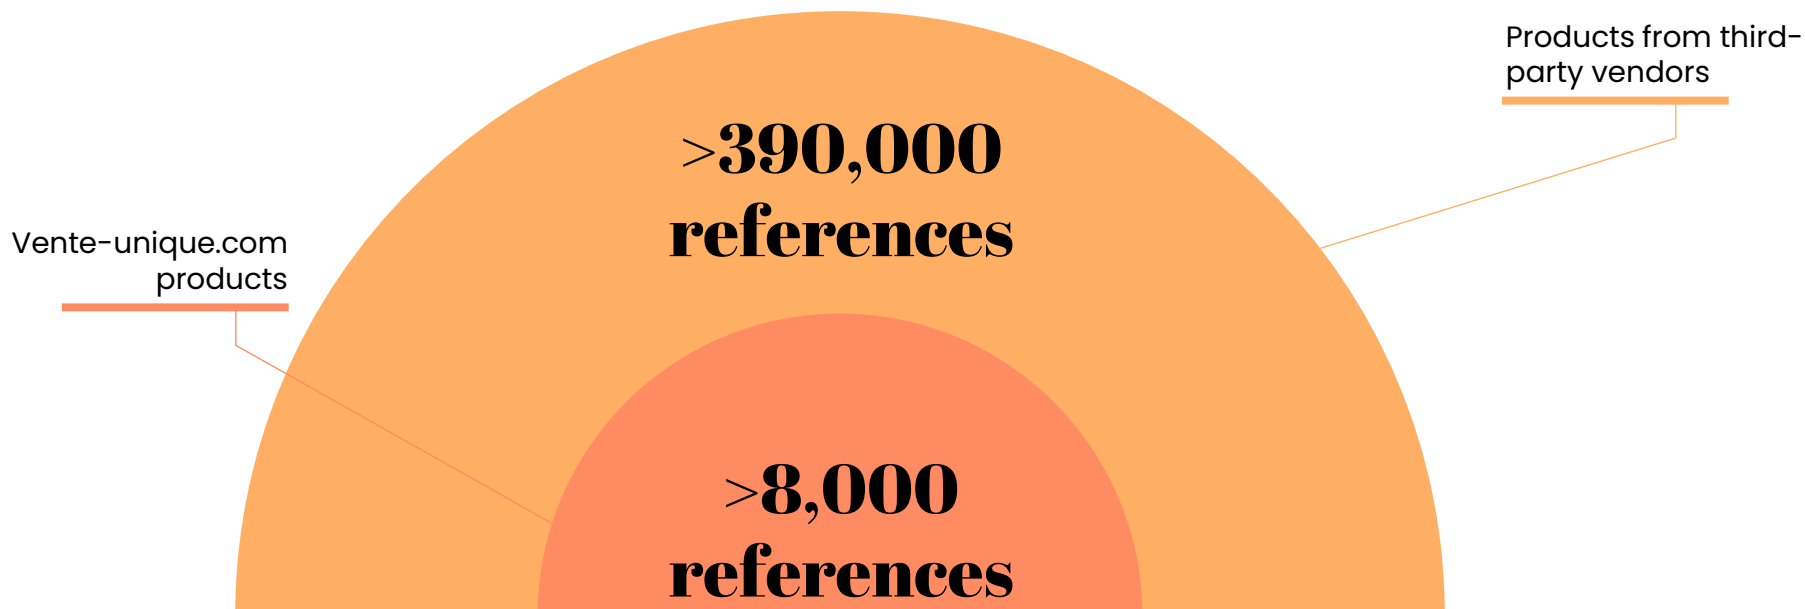 Products from third-
party vendors
>390,000
references
Vente-unique.com
products
>8,000
references